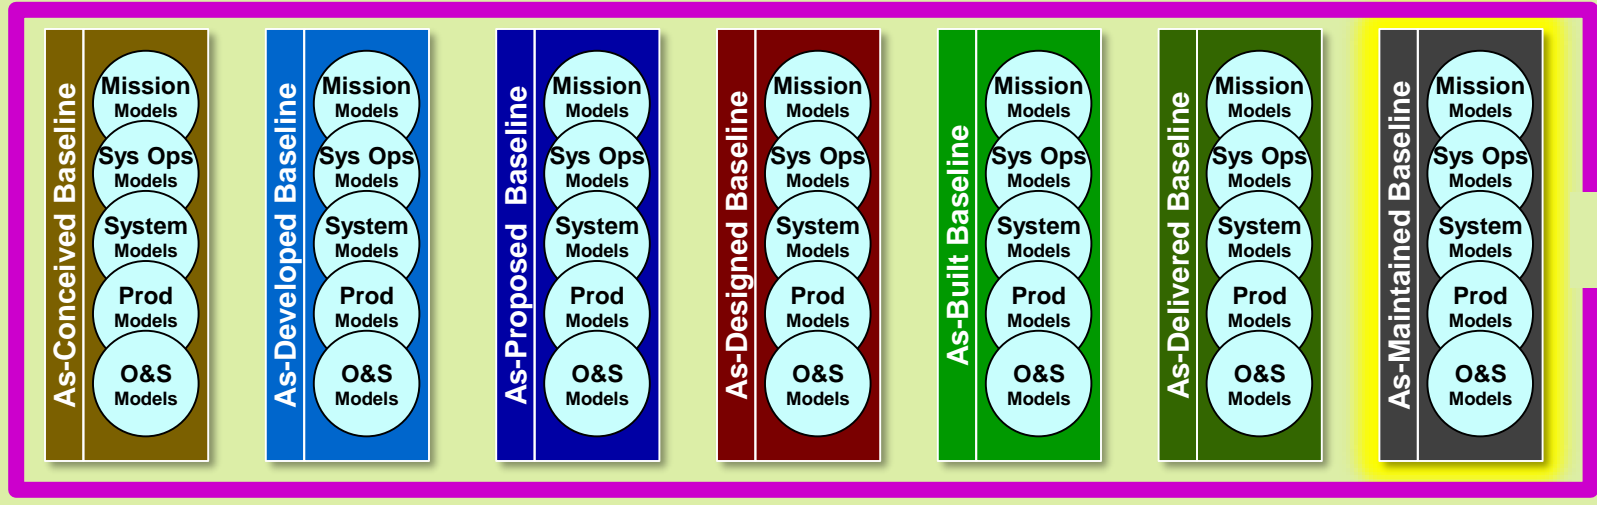 As-Conceived Baseline
Mission
Models
Sys Ops
Models
System
Models
Prod
Models
O&S
Models
As-Developed Baseline
Mission
Models
Sys Ops
Models
System
Models
Prod
Models
O&S
Models
As-Proposed Baseline
Mission
Models
Sys Ops
Models
System
Models
Prod
Models
O&S
Models
As-Designed Baseline
Mission
Models
Sys Ops
Models
System
Models
Prod
Models
O&S
Models
As-Built Baseline
Mission
Models
Sys Ops
Models
System
Models
Prod
Models
O&S
Models
As-Delivered Baseline
Mission
Models
Sys Ops
Models
System
Models
Prod
Models
O&S
Models
As-Maintained Baseline
Mission
Models
Sys Ops
Models
System
Models
Prod
Models
O&S
Models